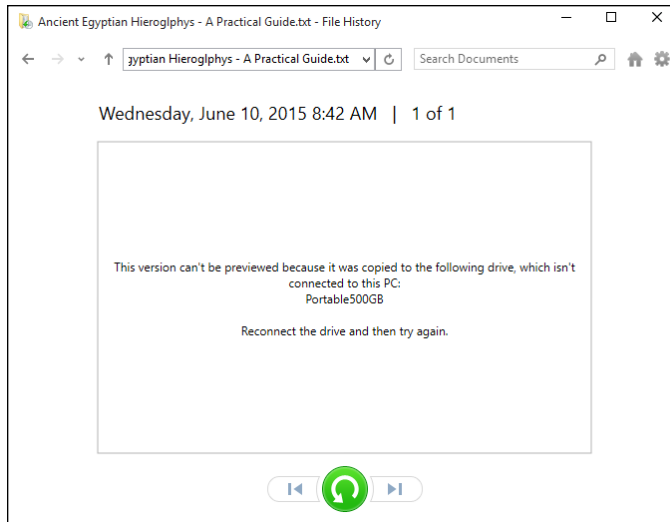 Ancient Egyptian Hieroglphys - A Practical Guide.txt - File History
yptian Hieroglphys - A Practical Guide.txt
Search Documents
Wednesday, June 10, 2015 8:42 AM | 1 of 1
This version can't be previewed because it was copied to the following drive, which isn't
connected to this PC:
Portable500GB
Reconnect the drive and then try again.